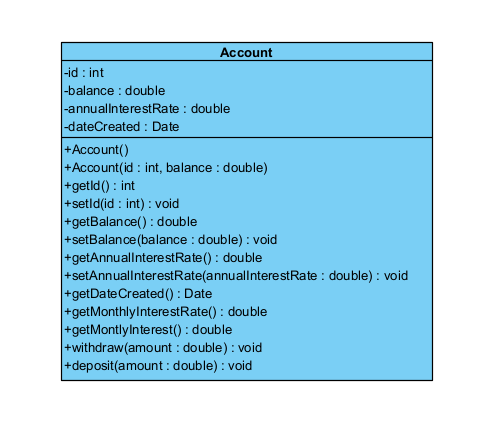 Account
-id : int
-balance : double
-annualInterestRate : double
-dateCreated : Date
+Account()
+Account(id : int, balance : double)
+getId() : int
+setId(id : int) : void
+getBalance() : double
+setBalance(balance : double) : void
+getAnnualInterestRate() : double
+setAnnualInterestRate(annualInterestRate : double) : void
+getDateCreated() : Date
+getMonthlyInterestRate() : double
+getMontlyInterest() : double
+withdraw(amount : double) : void
+deposit(amount : double) : void